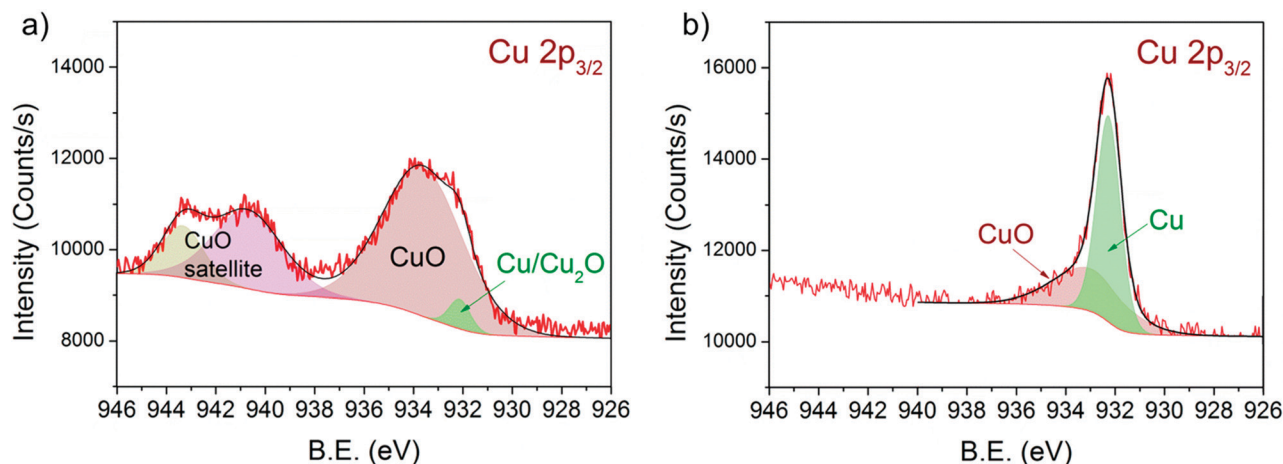 a)
Cu 2p3/2
Intensity (Counts/s)
14000
12000
10000
8000
CuO
satellite
CuO
Cu/Cu2O
946 944 942 940 938 936 934 932 930 928 926
B.E. (eV)
b)
Cu 2p3/2
Intensity (Counts/s)
16000
14000
12000
10000
CuO
Cu
946 944 942 940 938 936 934 932 930 928 926
B.E. (eV)